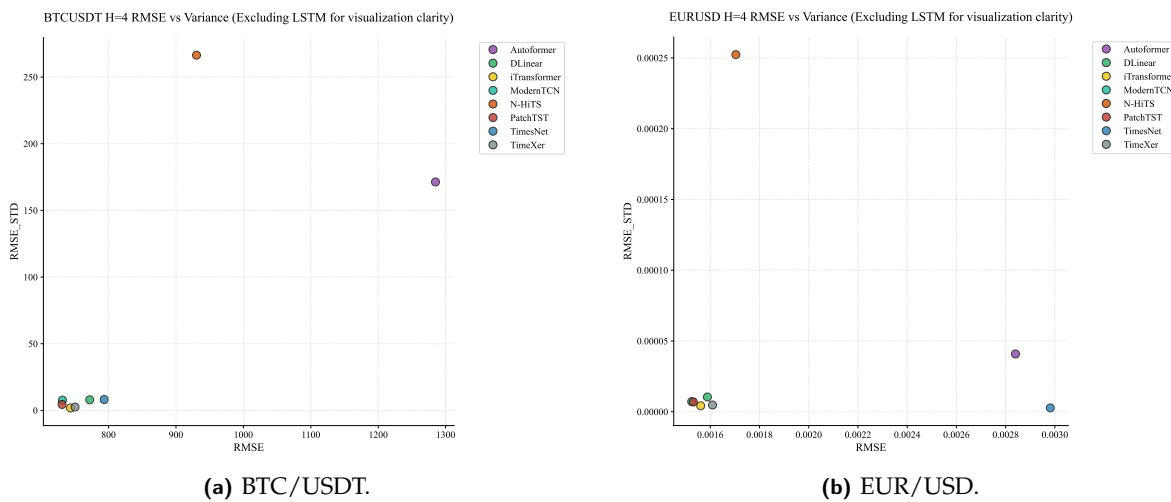 BTCUSDT H=4 RMSE vs Variance (Excluding LSTM for visualization clarity)
250
200
150
100
50
0
RMSE_STD
800
900
1000
1100
1200
1300
RMSE
Autoformer
DLinear
iTransformer
ModernTCN
N-HiTS
PatchTST
TimesNet
TimeXer
(a) BTC/USDT.
EURUSD H=4 RMSE vs Variance (Excluding LSTM for visualization clarity)
0.00025
0.00020
0.00015
0.00010
0.00005
0.00000
RMSE_STD
0.0016
0.0018
0.0020
0.0022
0.0024
0.0026
0.0028
0.0030
RMSE
Autoformer
DLinear
iTransformer
ModernTCN
N-HiTS
PatchTST
TimesNet
TimeXer
(b) EUR/USD.